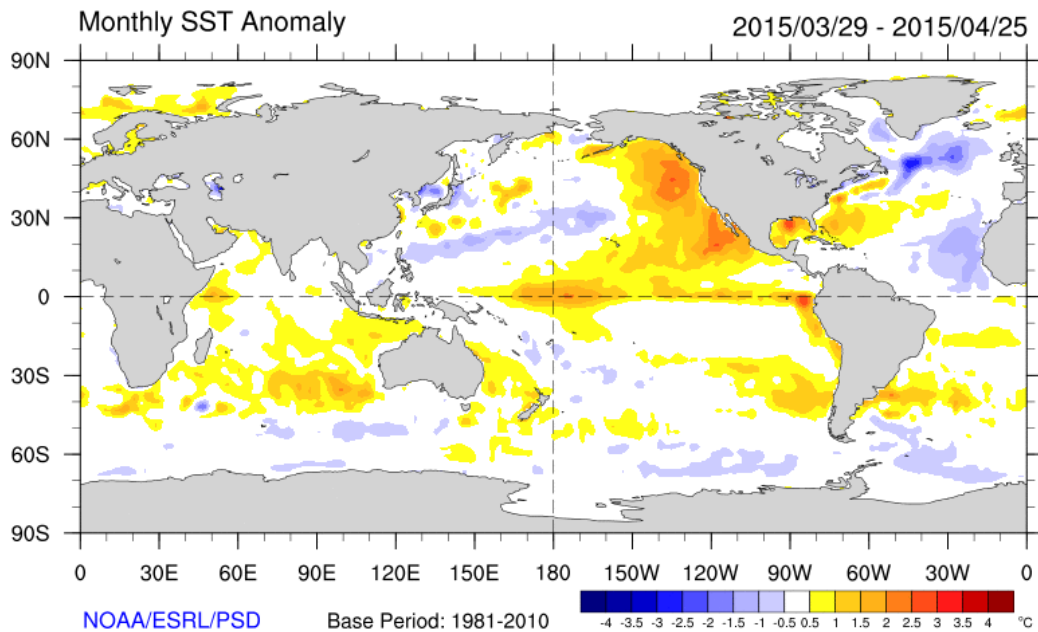 Monthly SST Anomaly 2015/03/29 - 2015/04/25
90N
60N
30N
0
30S
60S
90S
0 30E 60E 90E 120E 150E 180 150W 120W 90W 60W 30W 0
-4 -3.5 -3 -2.5 -2 -1.5 -1 -0.5 0.5 1 1.5 2 2.5 3 3.5 4 °C
NOAA/ESRL/PSD Base Period: 1981-2010